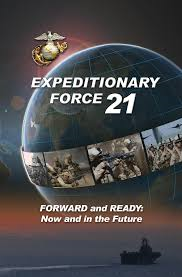 EXPEDITIONARY
FORCE 21
FORWARD and READY:
Now and in the Future